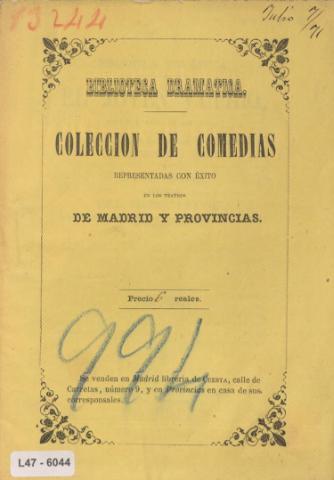 13244
Julio 7/71
BIBLIOTECA DRAMATICA.
COLECCION DE COMEDIAS
REPRESENTADAS CON ÉXITO
EN LOS TEATROS
DE MADRID Y PROVINCIAS.
Precio 6 reales.
994
Se venden en Madrid librería de CUESTA, calle de
Carretas, número 9, y en Provincias en casa de sus
corresponsales.
L47 - 6044